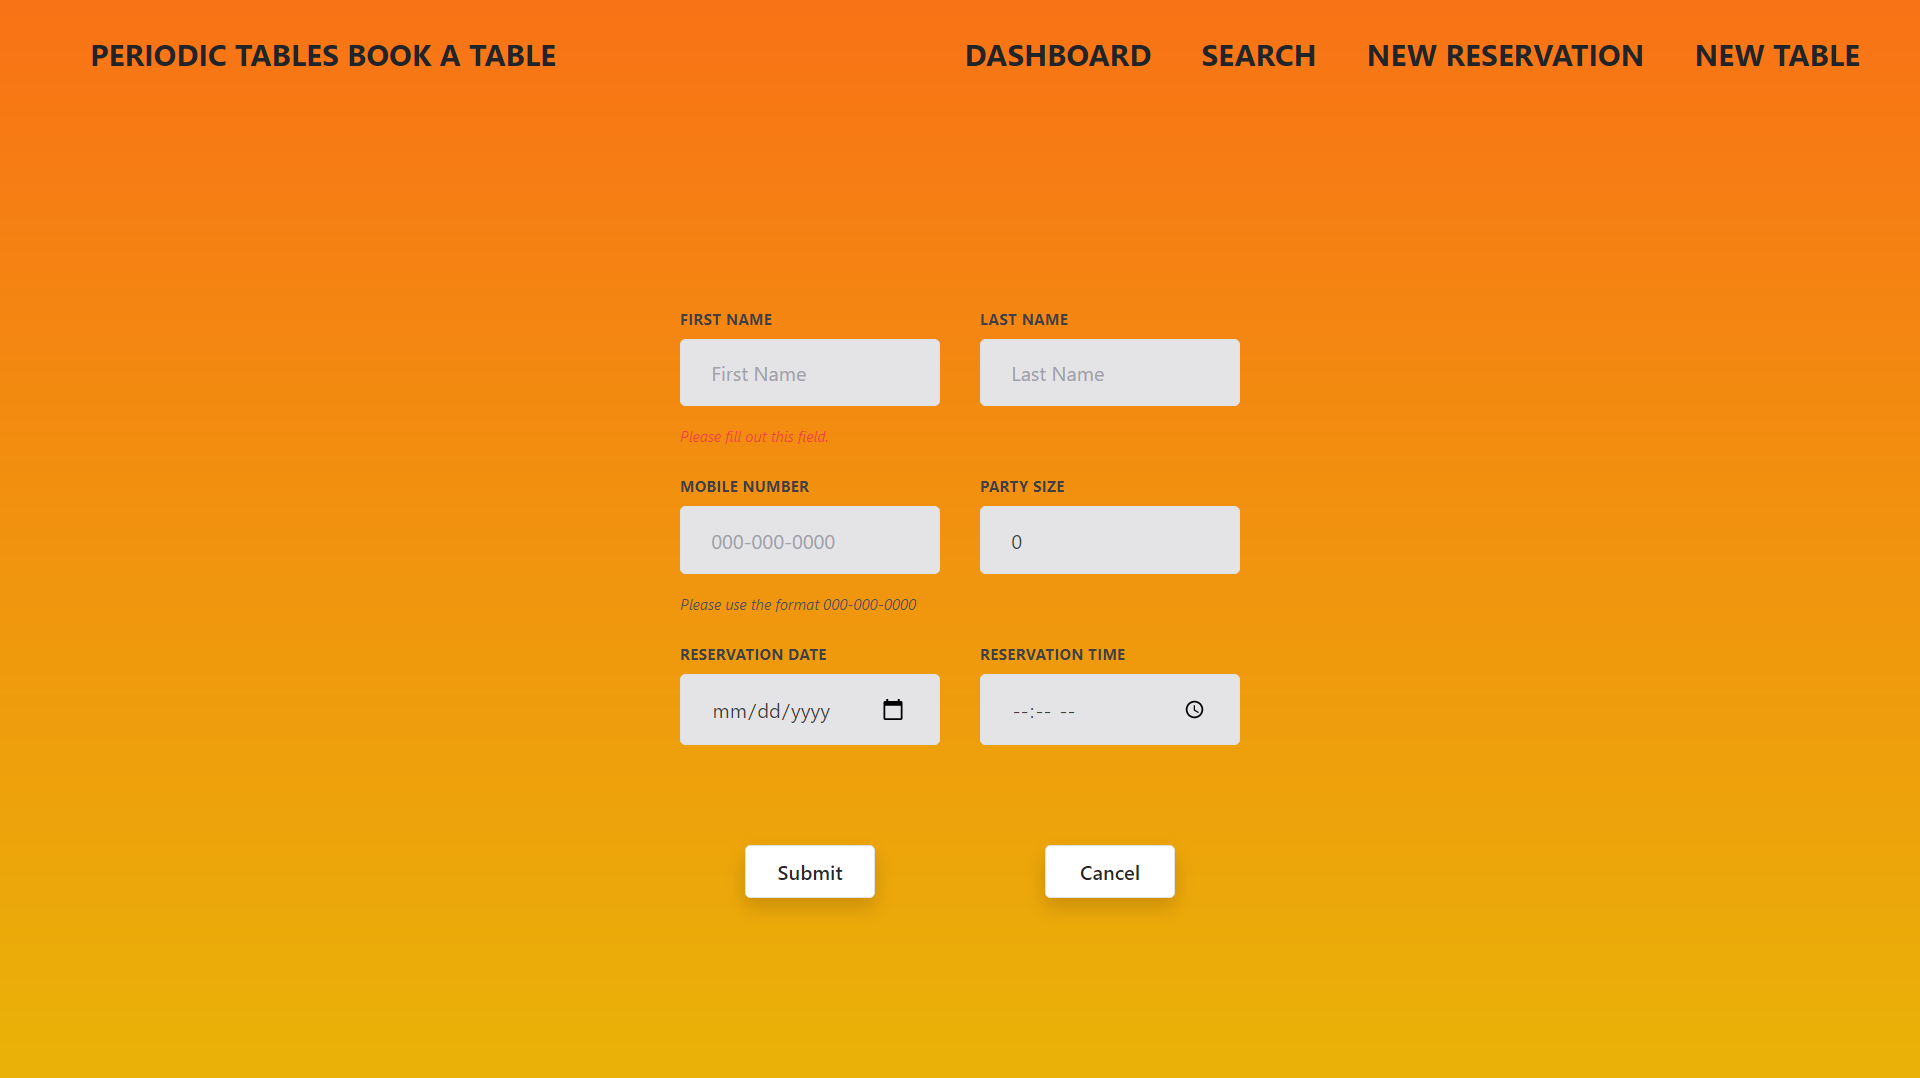 PERIODIC TABLES BOOK A TABLE DASHBOARD SEARCH NEW RESERVATION NEW TABLE
FIRST NAME LAST NAME
First Name Last Name
Please fill out this field.
MOBILE NUMBER PARTY SIZE
000-000-0000 0
Please use the format 000-000-0000
RESERVATION DATE RESERVATION TIME
mm/dd/yyyy --:-- --
Submit Cancel